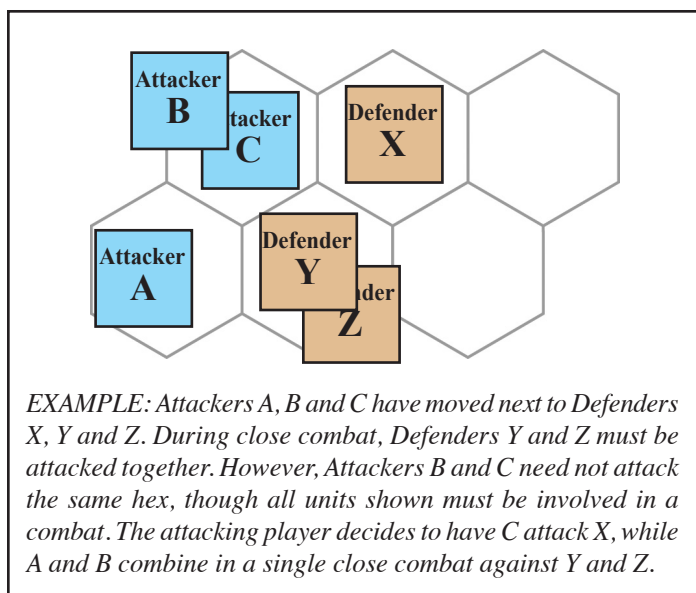 Attacker
B
ttacker
C
Defender
X
Attacker
A
Defender
Y
nder
Z
EXAMPLE: Attackers A, B and C have moved next to Defenders
X, Y and Z. During close combat, Defenders Y and Z must be
attacked together. However, Attackers B and C need not attack
the same hex, though all units shown must be involved in a
combat. The attacking player decides to have C attack X, while
A and B combine in a single close combat against Y and Z.